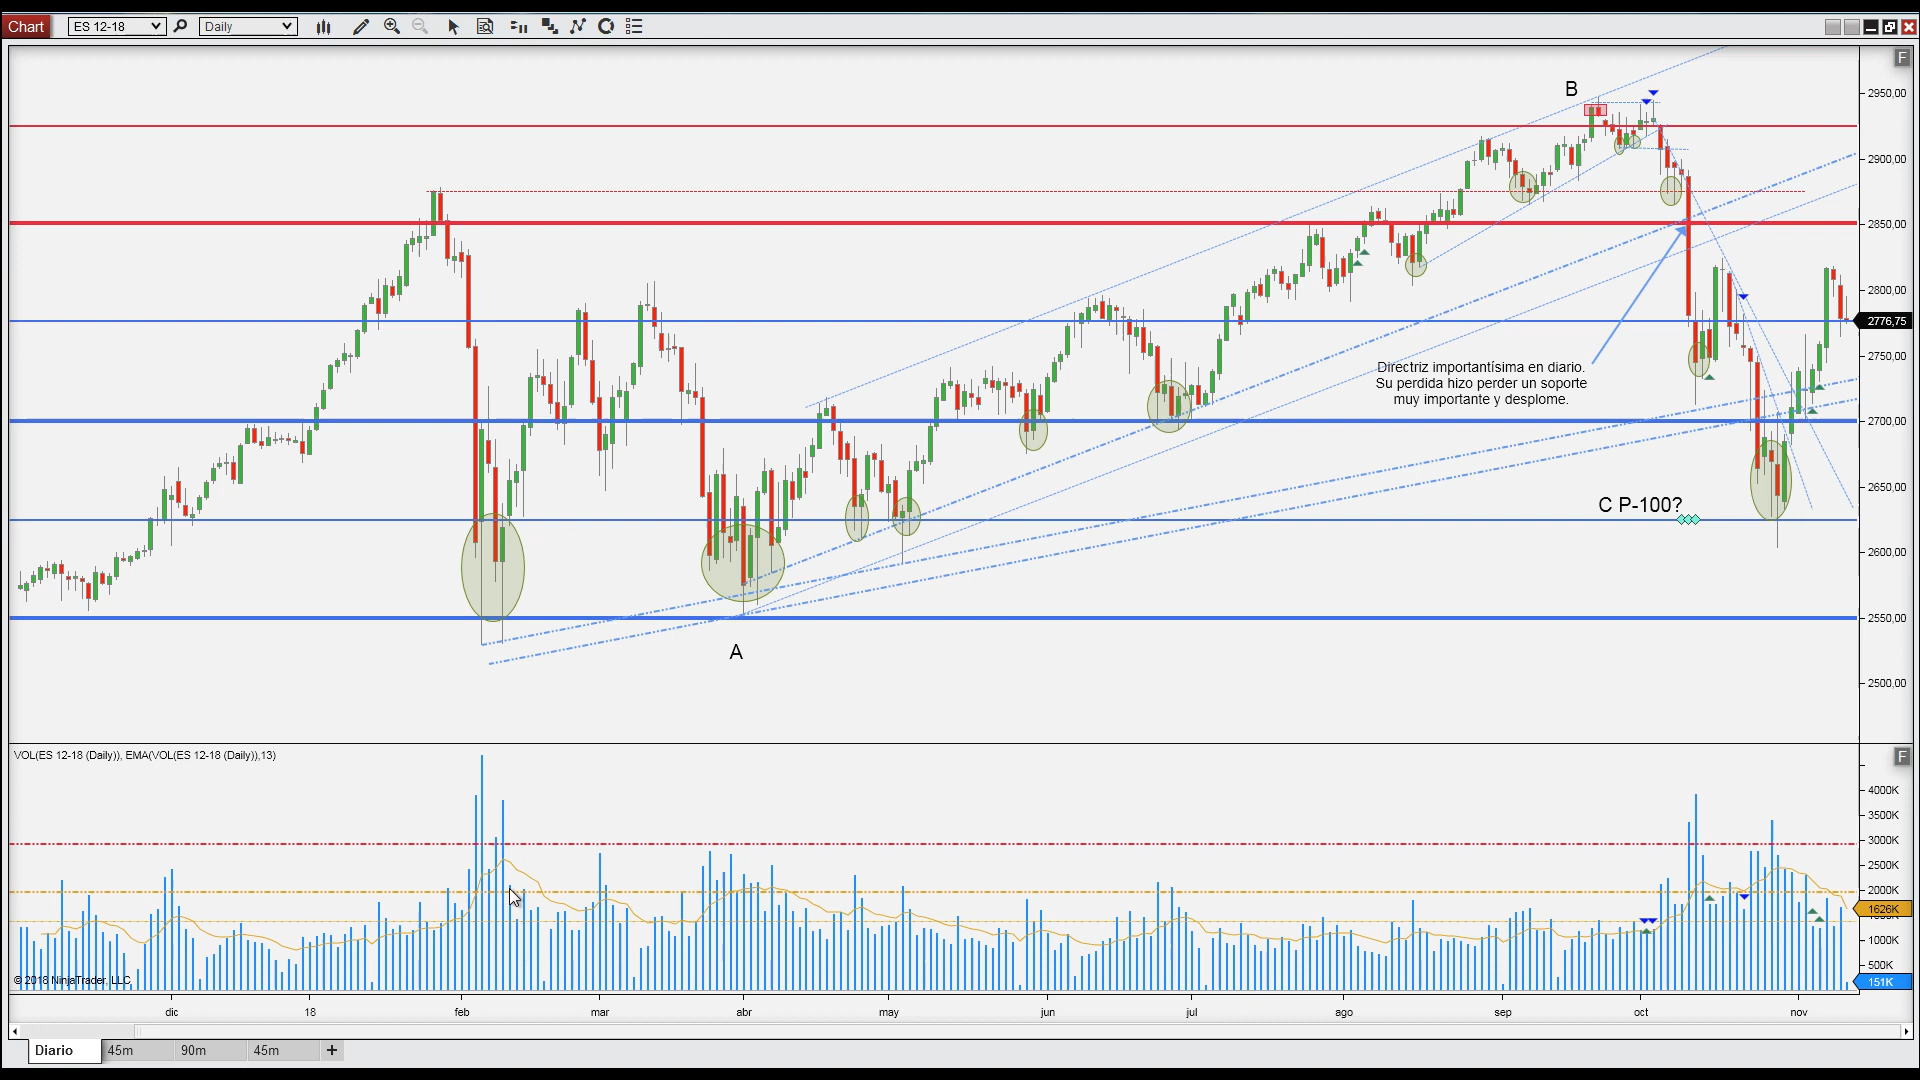 Chart
ES 12-18
Daily
F
B
2950,00
2900,00
2850,00
2800,00
2776,75
2750,00
Directriz importantísima en diario.
Su perdida hizo perder un soporte
muy importante y desplome.
2700,00
2650,00
C P-100?
2600,00
2550,00
A
2500,00
VOL(ES 12-18 (Daily)), EMA(VOL(ES 12-18 (Daily)),13)
F
4000K
3500K
3000K
2500K
2000K
1626K
1000K
500K
© 2018 NinjaTrader, LLC
151K
dic 18 feb mar abr may jun jul ago sep oct nov
Diario 45m 90m 45m +